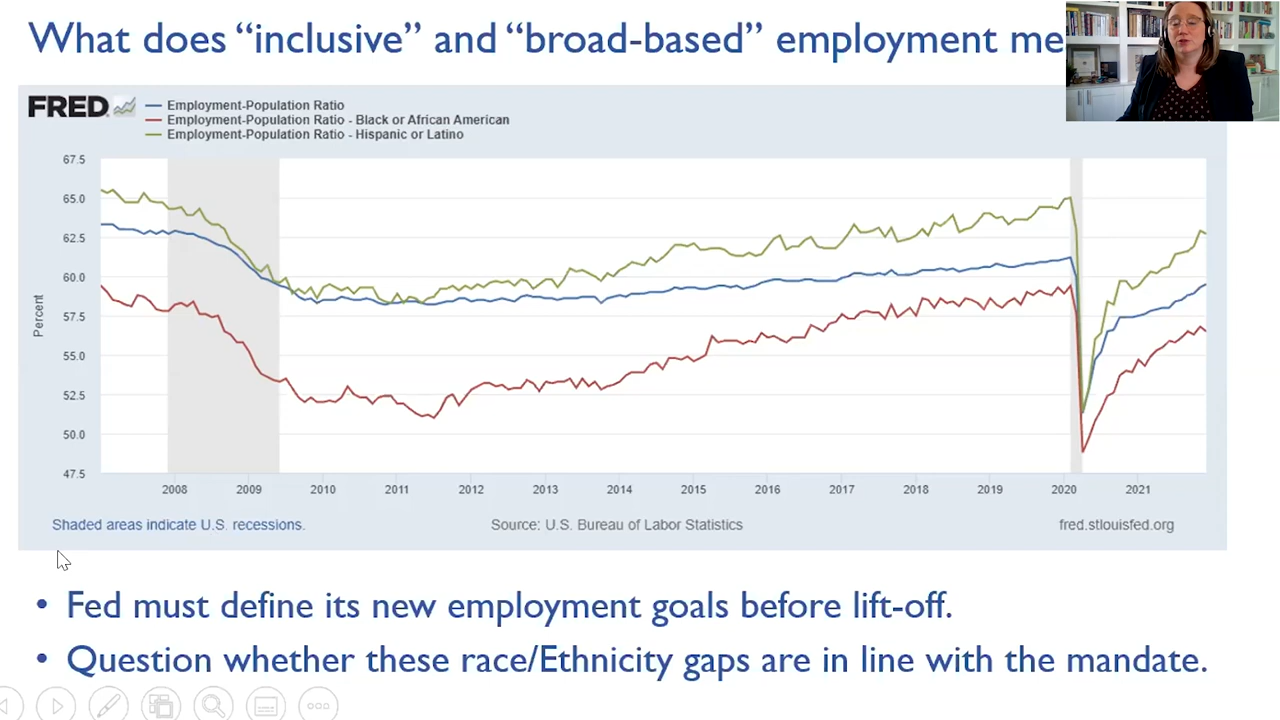 What does “inclusive” and “broad-based” employment me
FRED
Employment-Population Ratio
Employment-Population Ratio - Black or African American
Employment-Population Ratio - Hispanic or Latino
67.5
65.0
62.5
60.0
57.5
55.0
52.5
50.0
47.5
Percent
2008 2009 2010 2011 2012 2013 2014 2015 2016 2017 2018 2019 2020 2021
Shaded areas indicate U.S. recessions. Source: U.S. Bureau of Labor Statistics fred.stlouisfed.org
• Fed must define its new employment goals before lift-off.
• Question whether these race/Ethnicity gaps are in line with the mandate.